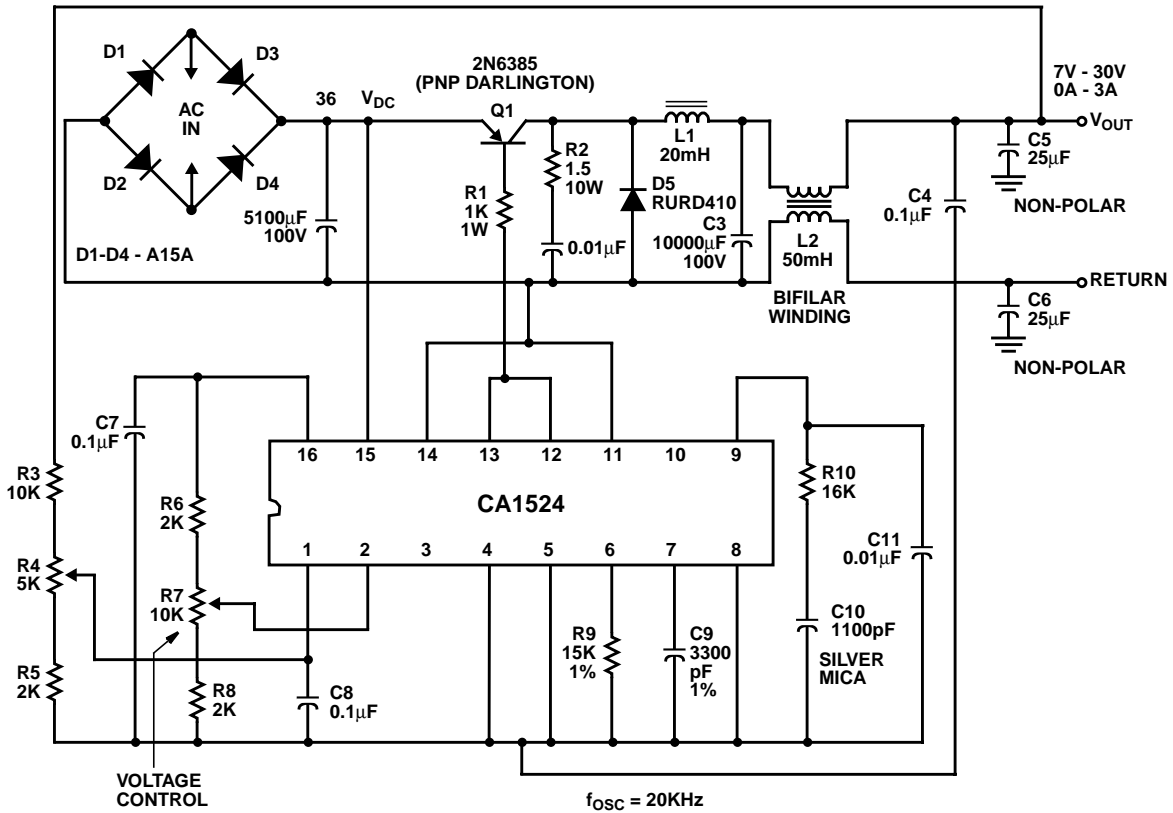 D1
D3
AC
IN
D2
D4
D1-D4 - A15A
36
V_DC
5100μF
100V
2N6385
(PNP DARLINGTON)
Q1
R1
1K
1W
R2
1.5
10W
0.01μF
D5
RURD410
L1
20mH
C3
10000μF
100V
L2
50mH
BIFILAR
WINDING
C4
0.1μF
7V - 30V
0A - 3A
V_OUT
C5
25μF
NON-POLAR
RETURN
C6
25μF
NON-POLAR
C7
0.1μF
R3
10K
R4
5K
R5
2K
R6
2K
R7
10K
R8
2K
VOLTAGE
CONTROL
16 15 14 13 12 11 10 9
CA1524
1 2 3 4 5 6 7 8
C8
0.1μF
R9
15K
1%
C9
3300
pF
1%
R10
16K
C10
1100pF
SILVER
MICA
C11
0.01μF
f_OSC = 20KHz